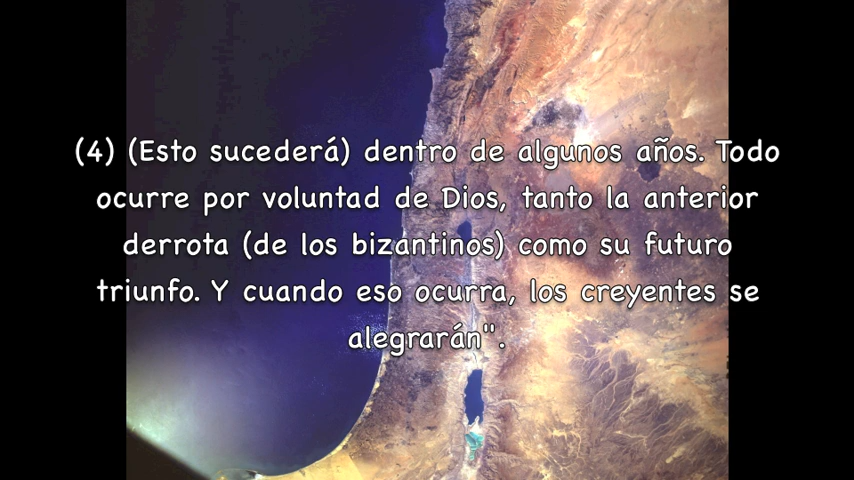 (4) (Esto sucederá) dentro de algunos años. Todo
ocurre por voluntad de Dios, tanto la anterior
derrota (de los bizantinos) como su futuro
triunfo. Y cuando eso ocurra, los creyentes se
alegrarán".